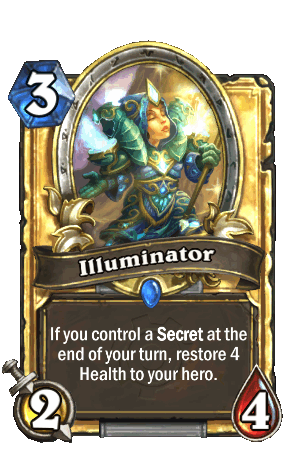 3
Illuminator
If you control a Secret at the
end of your turn, restore 4
Health to your hero.
2
4